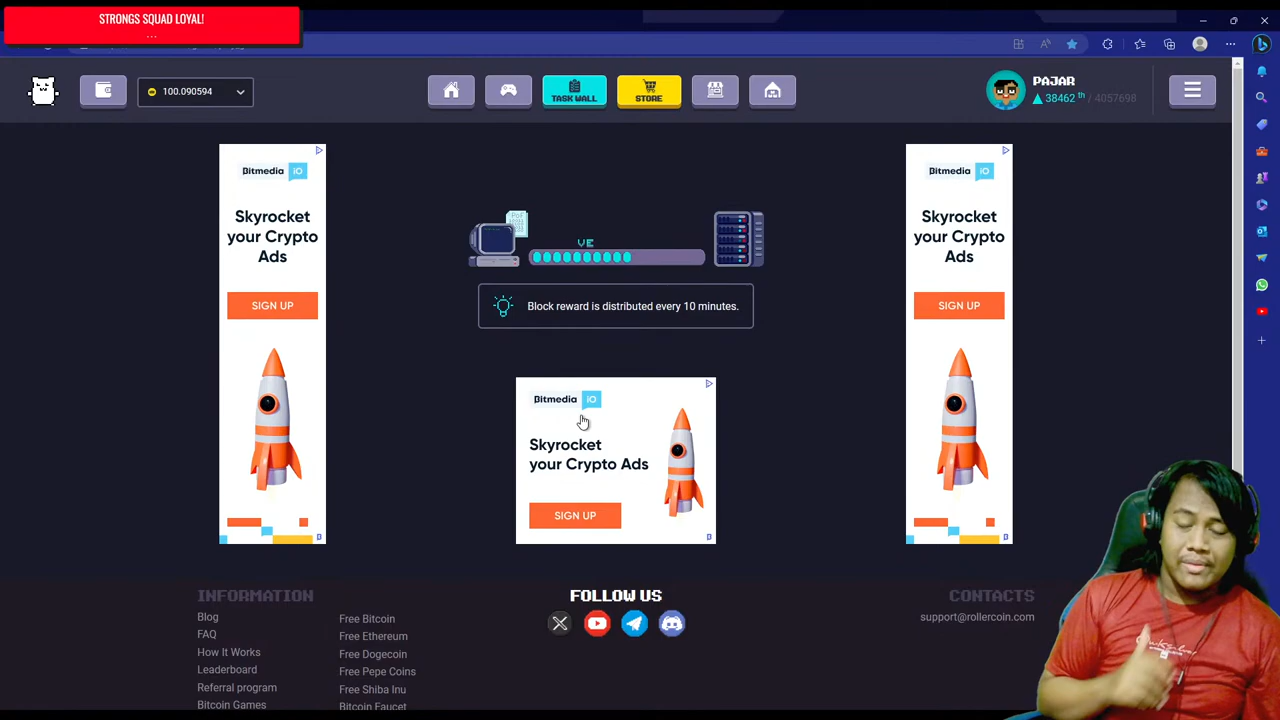 STRONGS SQUAD LOYAL!
...
100.090594
TASK WALL
STORE
PAJAR
38462 th / 4057698
Bitmedia IO
Skyrocket
your Crypto
Ads
SIGN UP
VE
Block reward is distributed every 10 minutes.
Bitmedia IO
Skyrocket
your Crypto Ads
SIGN UP
Bitmedia IO
Skyrocket
your Crypto
Ads
SIGN UP
INFORMATION
Blog
FAQ
How It Works
Leaderboard
Referral program
Bitcoin Games
Free Bitcoin
Free Ethereum
Free Dogecoin
Free Pepe Coins
Free Shiba Inu
Bitcoin Faucet
FOLLOW US
CONTACTS
support@rollercoin.com